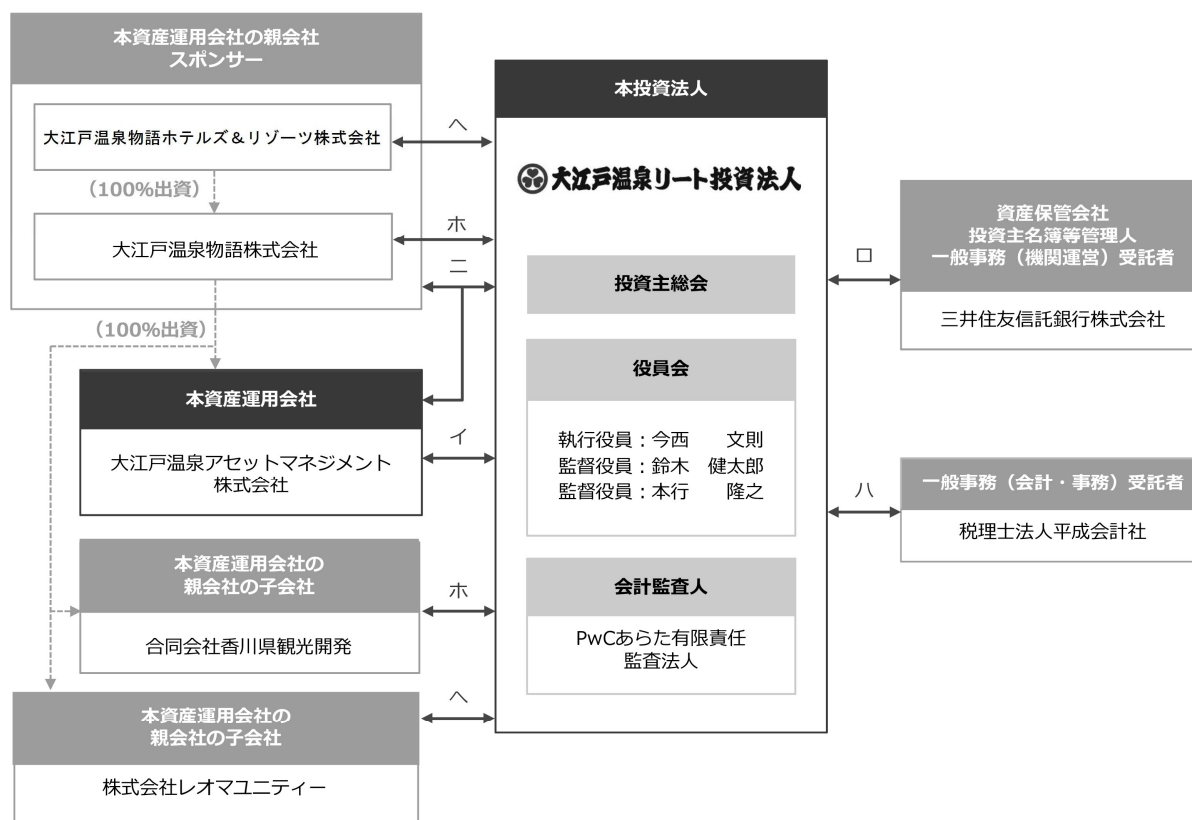 本資産運用会社の親会社
スポンサー
大江戸温泉物語ホテルズ＆リゾーツ株式会社
（100%出資）
大江戸温泉物語株式会社
（100%出資）
本資産運用会社
大江戸温泉アセットマネジメント
株式会社
本資産運用会社の
親会社の子会社
合同会社香川県観光開発
本資産運用会社の
親会社の子会社
株式会社レオマユニティー
ヘ
ホ
ニ
イ
ホ
ヘ
本投資法人
大江戸温泉リート投資法人
投資主総会
役員会
執行役員：今西　　文則
監督役員：鈴木　健太郎
監督役員：本行　　隆之
会計監査人
PwCあらた有限責任
監査法人
ロ
ハ
資産保管会社
投資主名簿等管理人
一般事務（機関運営）受託者
三井住友信託銀行株式会社
一般事務（会計・事務）受託者
税理士法人平成会計社